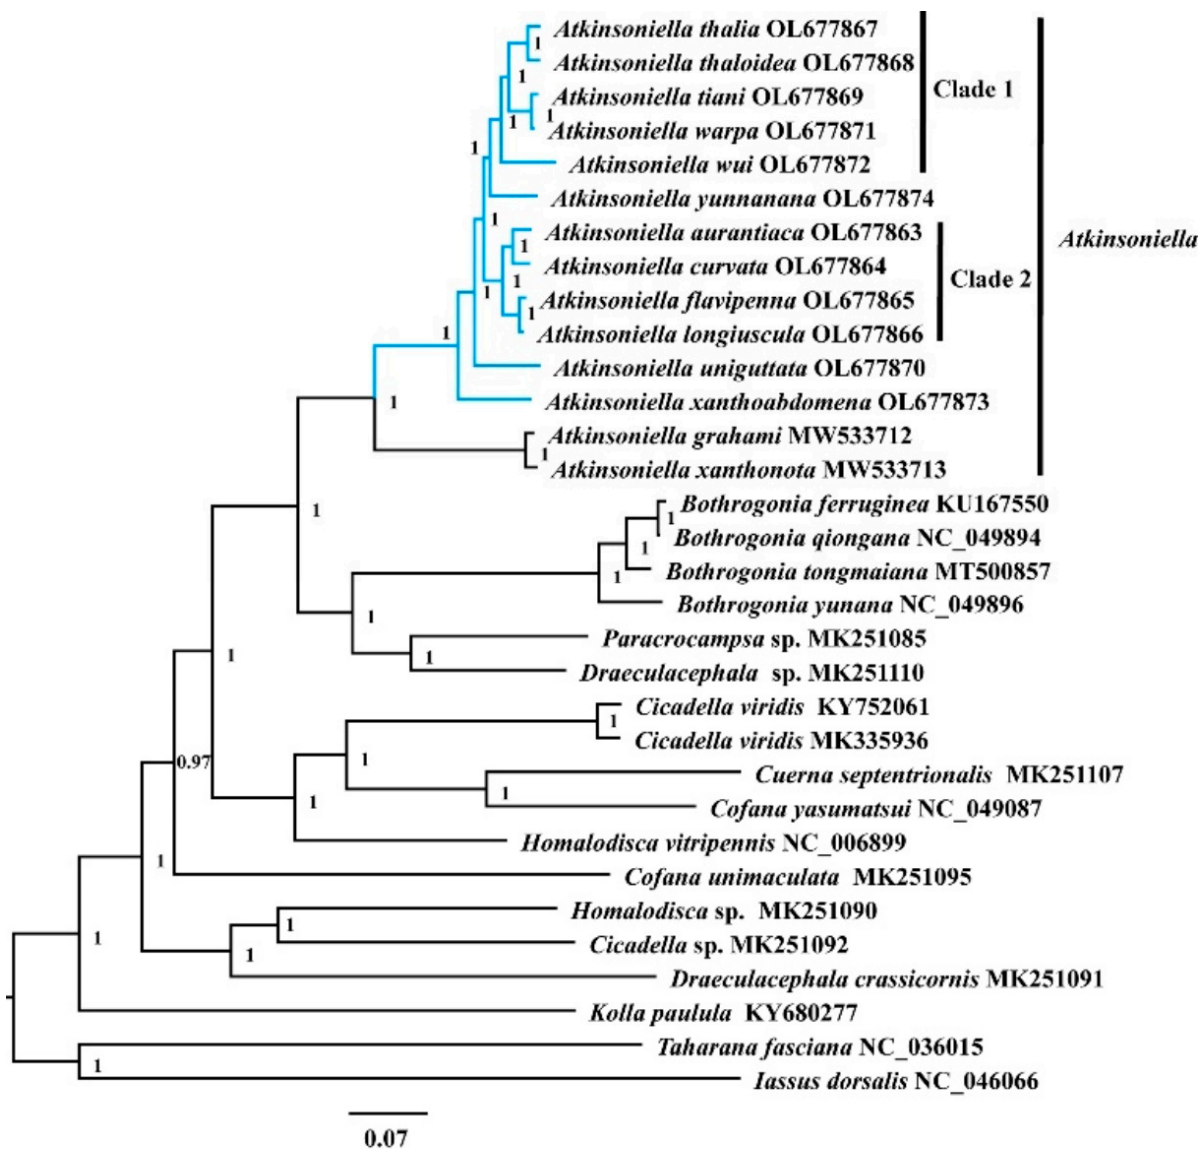 Atkinsoniella thalia OL677867
1
Atkinsoniella thaloidea OL677868
1
Clade 1
Atkinsoniella tiani OL677869
1
1
Atkinsoniella warpa OL677871
1
Atkinsoniella wui OL677872
Atkinsoniella yunnanana OL677874
1
Atkinsoniella aurantiaca OL677863
1
Atkinsoniella
Atkinsoniella curvata OL677864
1
Clade 2
1
Atkinsoniella flavipenna OL677865
1
Atkinsoniella longiuscula OL677866
1
Atkinsoniella uniguttata OL677870
Atkinsoniella xanthoabdomena OL677873
1
Atkinsoniella grahami MW533712
1
Atkinsoniella xanthonota MW533713
Bothrogonia ferruginea KU167550
1
1
Bothrogonia qiongana NC_049894
1
Bothrogonia tongmaiana MT500857
1
Bothrogonia yunana NC_049896
1
Paracrocampsa sp. MK251085
1
1
Draeculacephala sp. MK251110
Cicadella viridis KY752061
1
Cicadella viridis MK335936
1
0.97
Cuerna septentrionalis MK251107
1
1
Cofana yasumatsui NC_049087
Homalodisca vitripennis NC_006899
1
Cofana unimaculata MK251095
Homalodisca sp. MK251090
1
1
Cicadella sp. MK251092
1
Draeculacephala crassicornis MK251091
Kolla paulula KY680277
Taharana fasciana NC_036015
1
Iassus dorsalis NC_046066
0.07